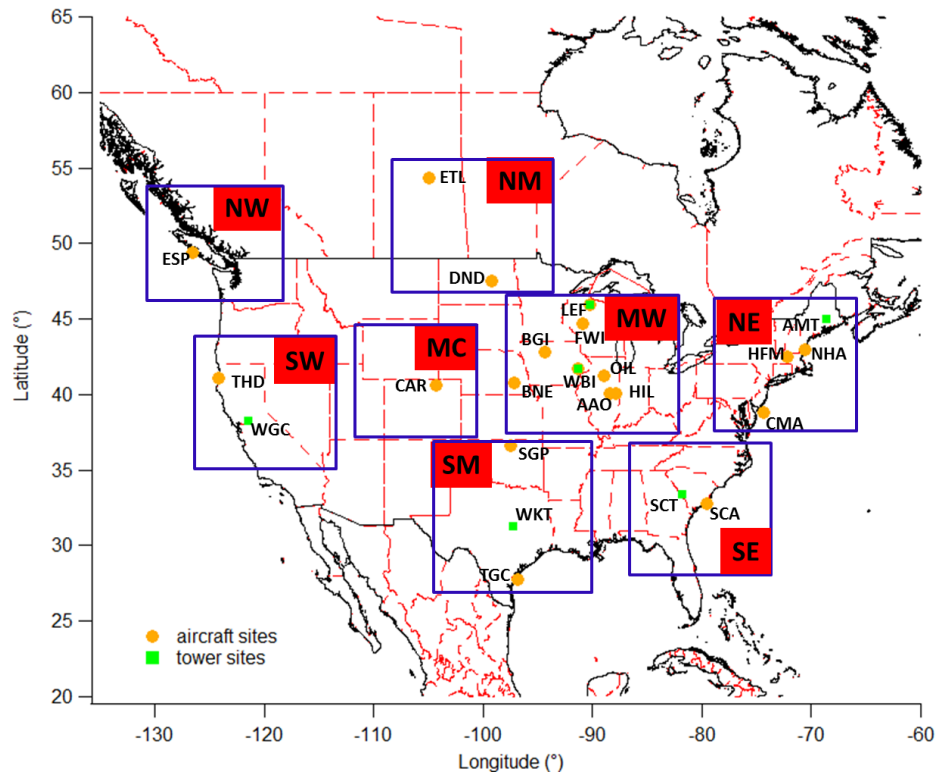 65
60
55
50
45
40
35
30
25
20
Latitude (°)
ETL
NM
NW
ESP
DND
LEF
MW
NE
AMT
SW
MC
BGI
FWI
HFM
NHA
THD
CAR
WBI
OIL
BNE
AAO
HIL
CMA
WGC
SM
SGP
SCT
SCA
WKT
SE
TGC
aircraft sites
tower sites
-130
-120
-110
-100
-90
-80
-70
-60
Longitude (°)